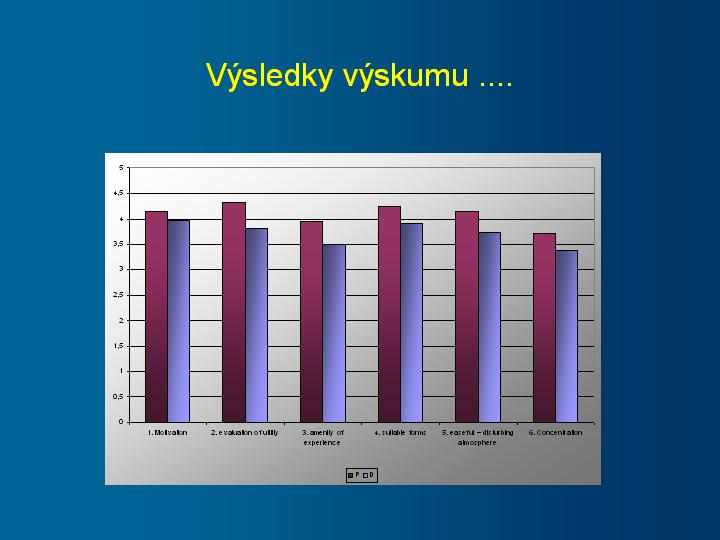 Výsledky výskumu ....
5
4,5
4
3,5
3
2,5
2
1,5
1
0,5
0
1. Motivation
2. evaluation of utility
3. amenity of
experience
4. suitable forms
5. easeful – disturbing
atmosphere
6. Concentration
P D